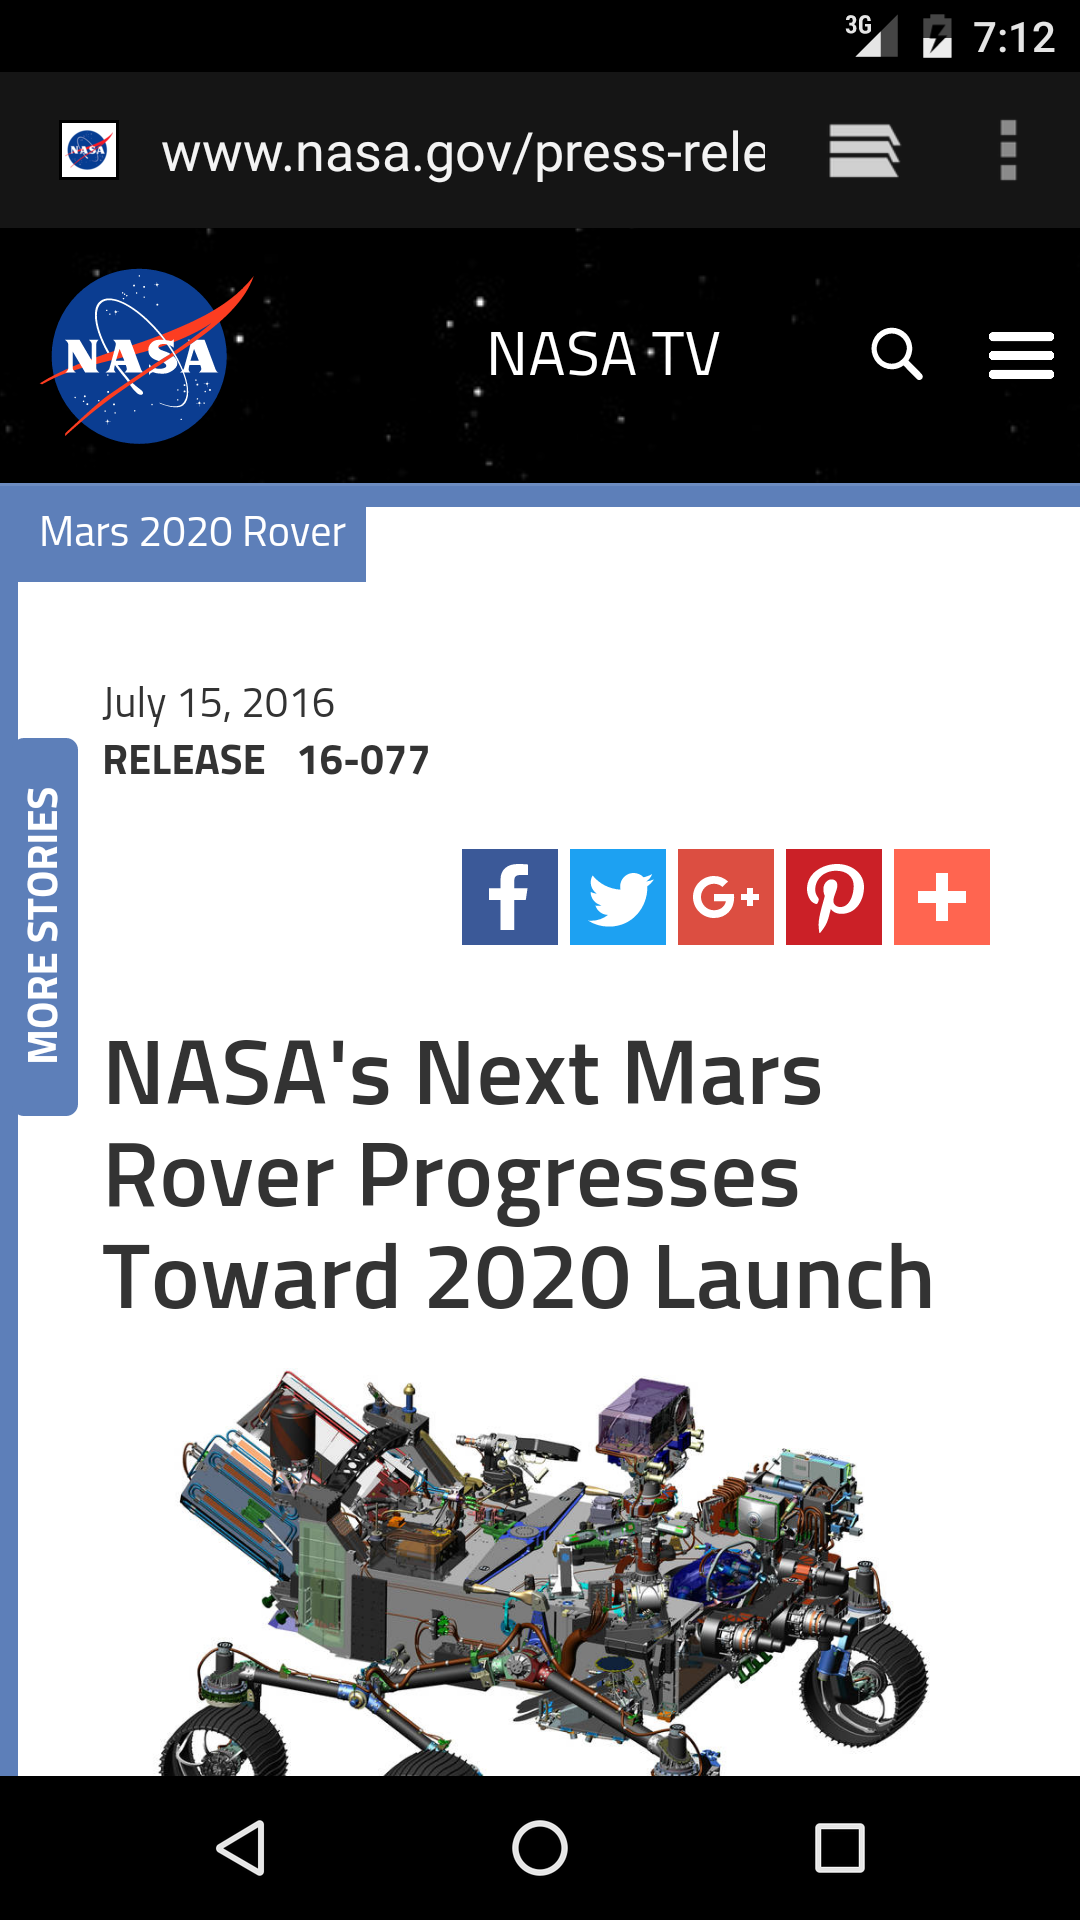 3G 7:12
NASA www.nasa.gov/press-rele
NASA NASA TV
Mars 2020 Rover
July 15, 2016
RELEASE 16-077
MORE STORIES
NASA's Next Mars
Rover Progresses
Toward 2020 Launch